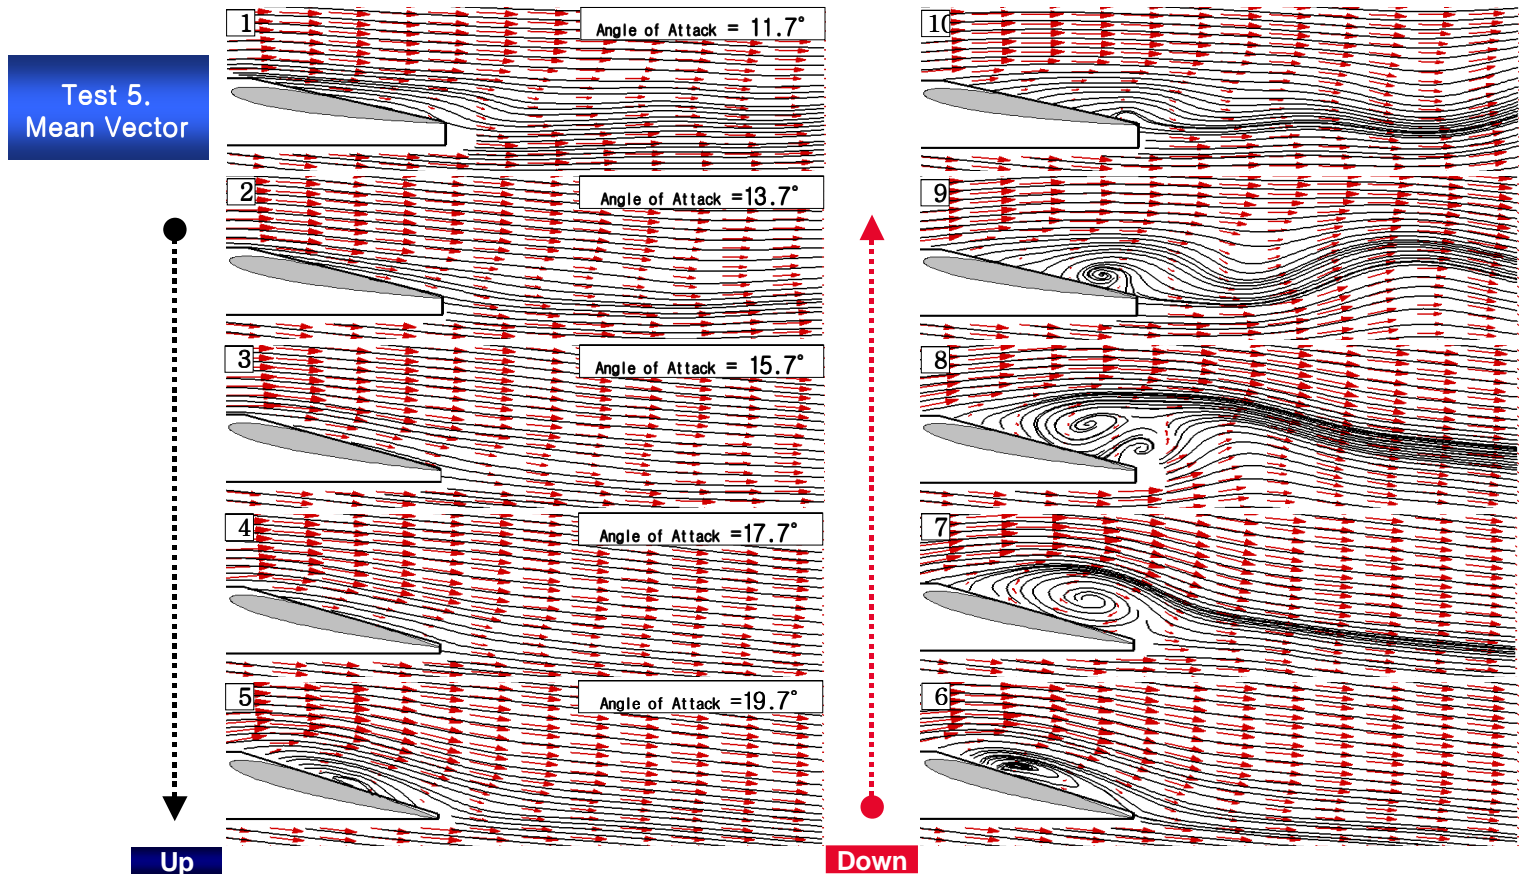 Test 5.
Mean Vector
1
Angle of Attack = 11.7°
2
Angle of Attack =13.7°
3
Angle of Attack = 15.7°
4
Angle of Attack =17.7°
5
Angle of Attack =19.7°
Up
10
9
8
7
6
Down